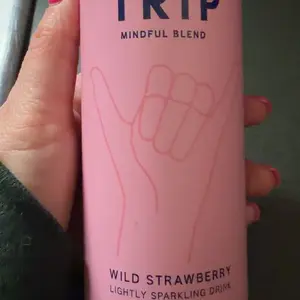 TRIP
MINDFUL BLEND
WILD STRAWBERRY
LIGHTLY SPARKLING DRINK